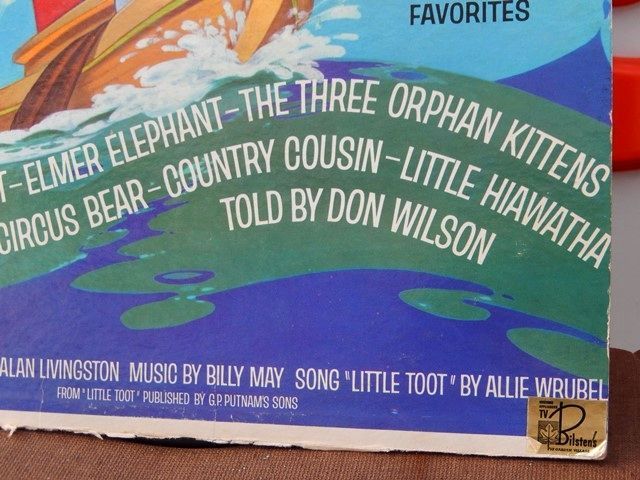 FAVORITES
T-ELMER ELEPHANT-THE THREE ORPHAN KITTENS
CIRCUS BEAR-COUNTRY COUSIN-LITTLE HIAWATHA
TOLD BY DON WILSON
ALAN LIVINGSTON MUSIC BY BILLY MAY SONG "LITTLE TOOT" BY ALLIE WRUBEL
FROM "LITTLE TOOT" PUBLISHED BY G.P. PUTNAM'S SONS
TV
Bilsten's